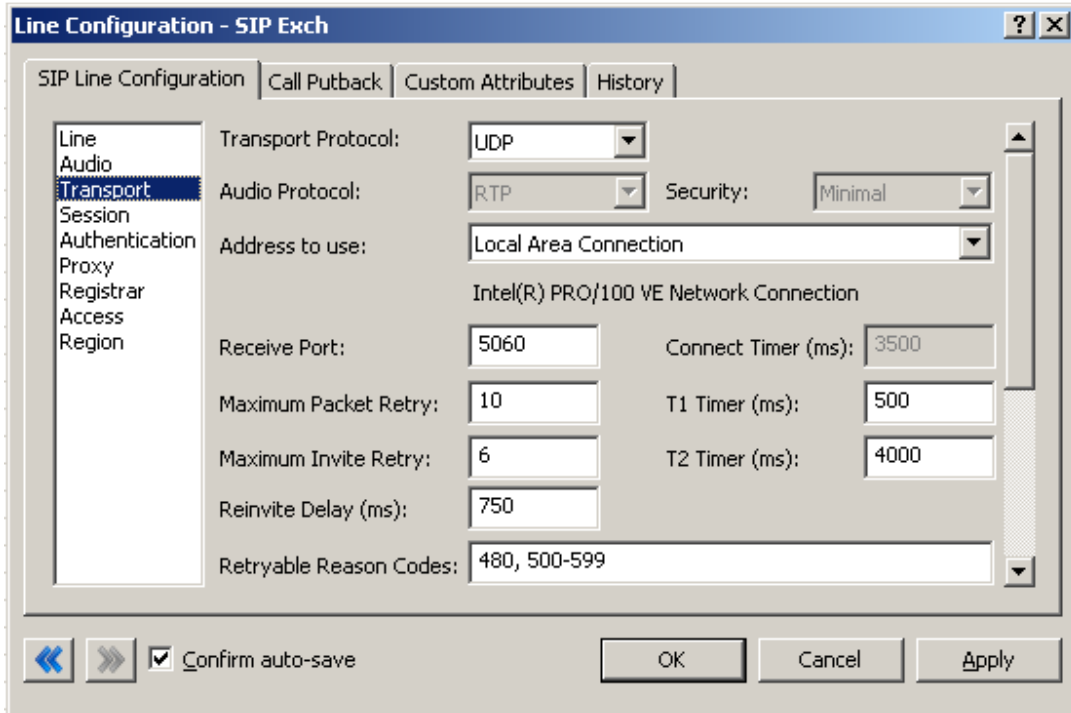 Line Configuration - SIP Exch
SIP Line Configuration Call Putback Custom Attributes History
Line
Audio
Transport
Session
Authentication
Proxy
Registrar
Access
Region
Transport Protocol: UDP
Audio Protocol: RTP Security: Minimal
Address to use: Local Area Connection
Intel(R) PRO/100 VE Network Connection
Receive Port: 5060 Connect Timer (ms): 3500
Maximum Packet Retry: 10 T1 Timer (ms): 500
Maximum Invite Retry: 6 T2 Timer (ms): 4000
Reinvite Delay (ms): 750
Retryable Reason Codes: 480, 500-599
Confirm auto-save OK Cancel Apply